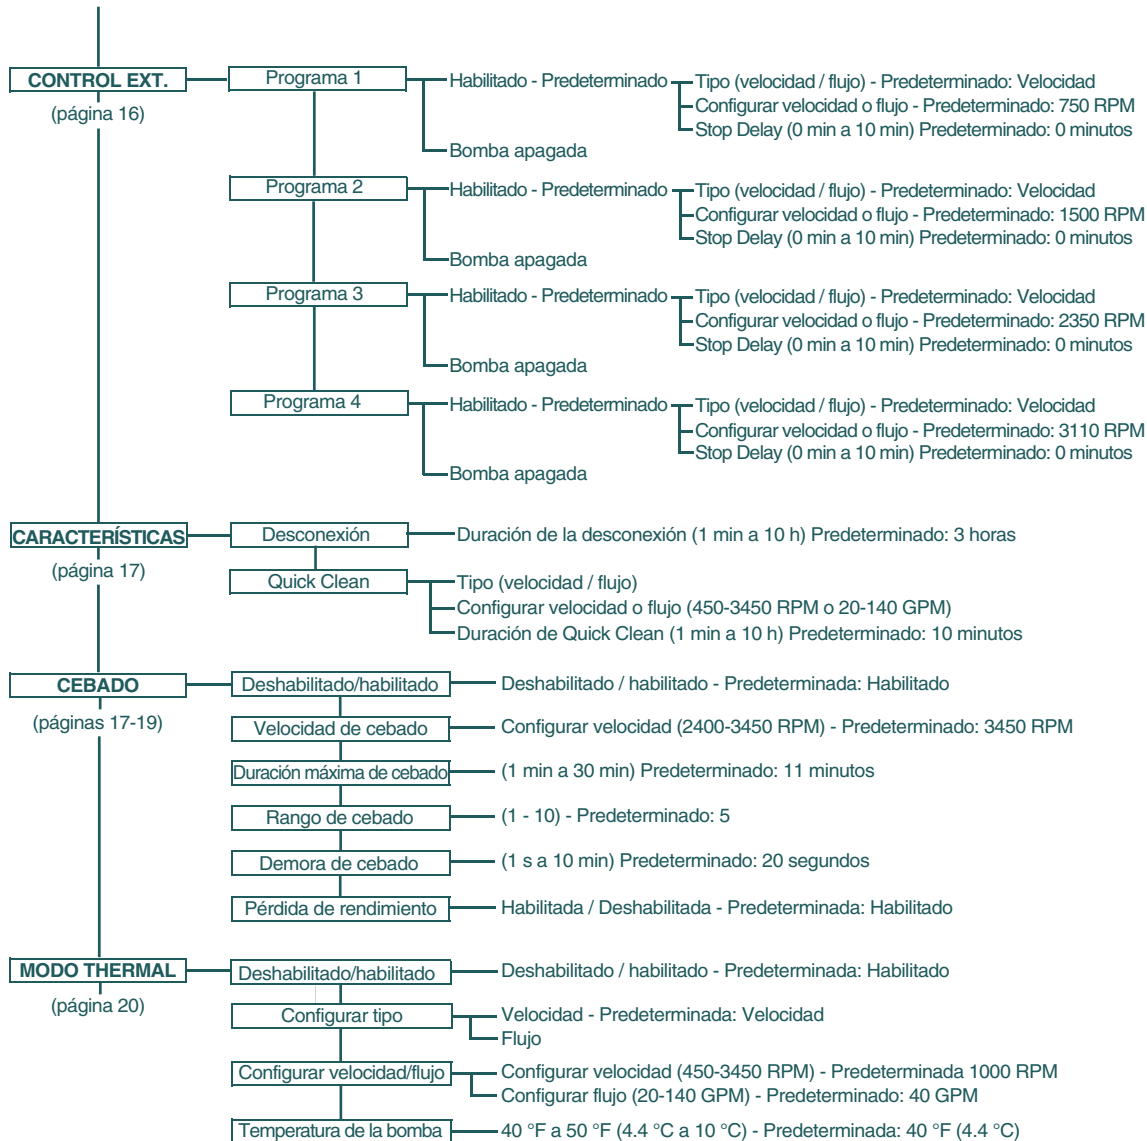 CONTROL EXT.
(página 16)
Programa 1
Habilitado - Predeterminado
Tipo (velocidad / flujo) - Predeterminado: Velocidad
Configurar velocidad o flujo - Predeterminado: 750 RPM
Stop Delay (0 min a 10 min) Predeterminado: 0 minutos
Bomba apagada
Programa 2
Habilitado - Predeterminado
Tipo (velocidad / flujo) - Predeterminado: Velocidad
Configurar velocidad o flujo - Predeterminado: 1500 RPM
Stop Delay (0 min a 10 min) Predeterminado: 0 minutos
Bomba apagada
Programa 3
Habilitado - Predeterminado
Tipo (velocidad / flujo) - Predeterminado: Velocidad
Configurar velocidad o flujo - Predeterminado: 2350 RPM
Stop Delay (0 min a 10 min) Predeterminado: 0 minutos
Bomba apagada
Programa 4
Habilitado - Predeterminado
Tipo (velocidad / flujo) - Predeterminado: Velocidad
Configurar velocidad o flujo - Predeterminado: 3110 RPM
Stop Delay (0 min a 10 min) Predeterminado: 0 minutos
Bomba apagada
CARACTERÍSTICAS
(página 17)
Desconexión
Duración de la desconexión (1 min a 10 h) Predeterminado: 3 horas
Quick Clean
Tipo (velocidad / flujo)
Configurar velocidad o flujo (450-3450 RPM o 20-140 GPM)
Duración de Quick Clean (1 min a 10 h) Predeterminado: 10 minutos
CEBADO
(páginas 17-19)
Deshabilitado/habilitado
Deshabilitado / habilitado - Predeterminada: Habilitado
Velocidad de cebado
Configurar velocidad (2400-3450 RPM) - Predeterminado: 3450 RPM
Duración máxima de cebado
(1 min a 30 min) Predeterminado: 11 minutos
Rango de cebado
(1 - 10) - Predeterminado: 5
Demora de cebado
(1 s a 10 min) Predeterminado: 20 segundos
Pérdida de rendimiento
Habilitada / Deshabilitada - Predeterminada: Habilitado
MODO THERMAL
(página 20)
Deshabilitado/habilitado
Deshabilitado / habilitado - Predeterminada: Habilitado
Configurar tipo
Velocidad - Predeterminada: Velocidad
Flujo
Configurar velocidad/flujo
Configurar velocidad (450-3450 RPM) - Predeterminada 1000 RPM
Configurar flujo (20-140 GPM) - Predeterminado: 40 GPM
Temperatura de la bomba
40 °F a 50 °F (4.4 °C a 10 °C) - Predeterminada: 40 °F (4.4 °C)